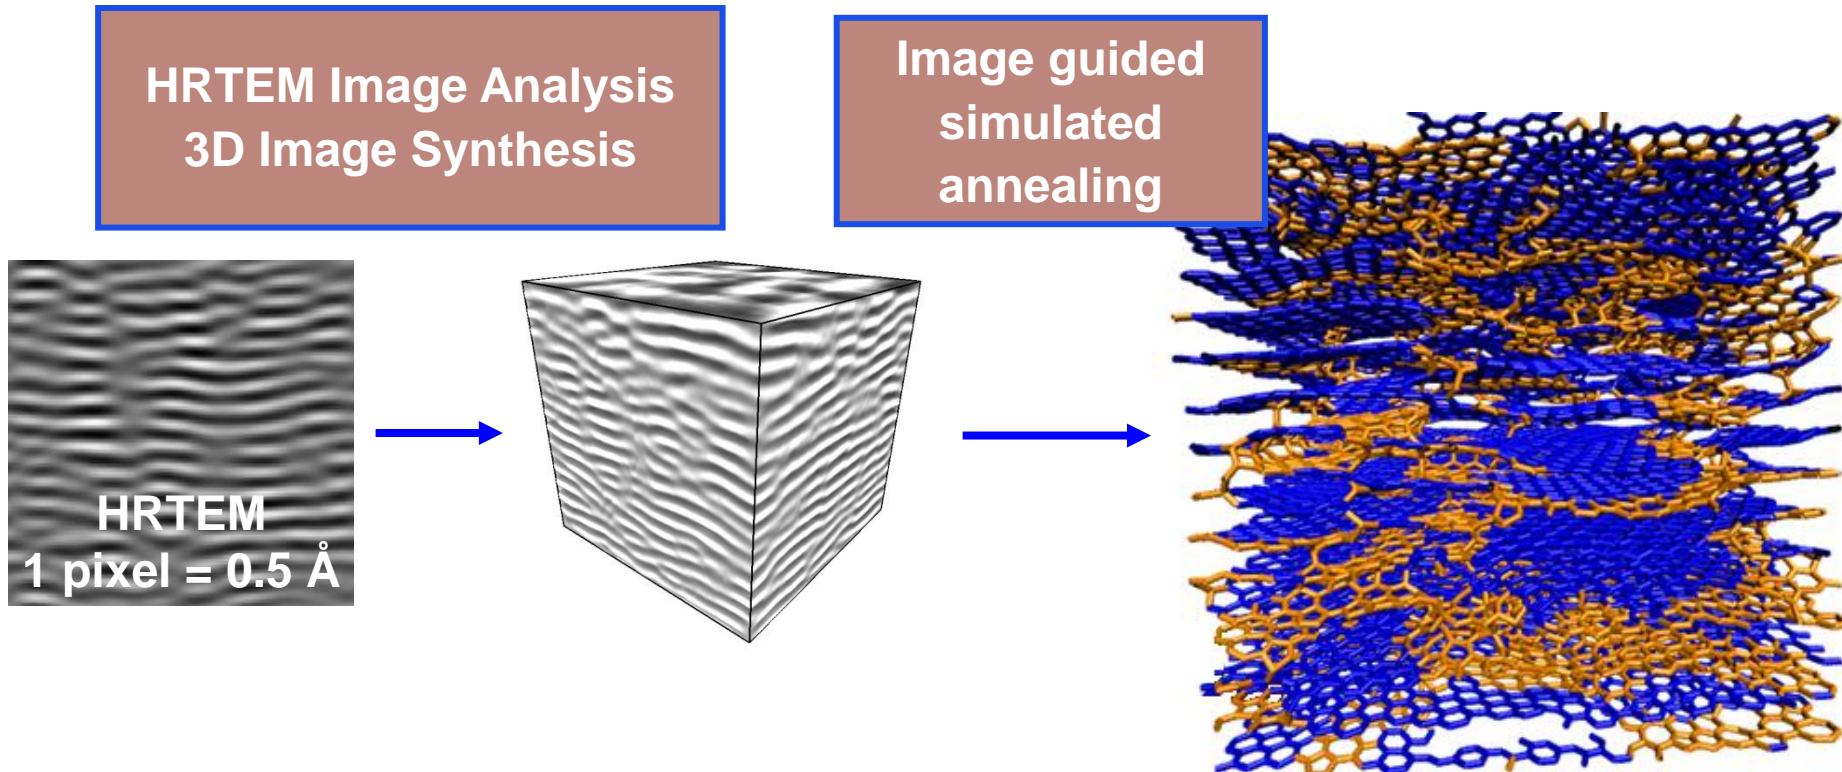 HRTEM Image Analysis
3D Image Synthesis
Image guided
simulated
annealing
HRTEM
1 pixel = 0.5 Å